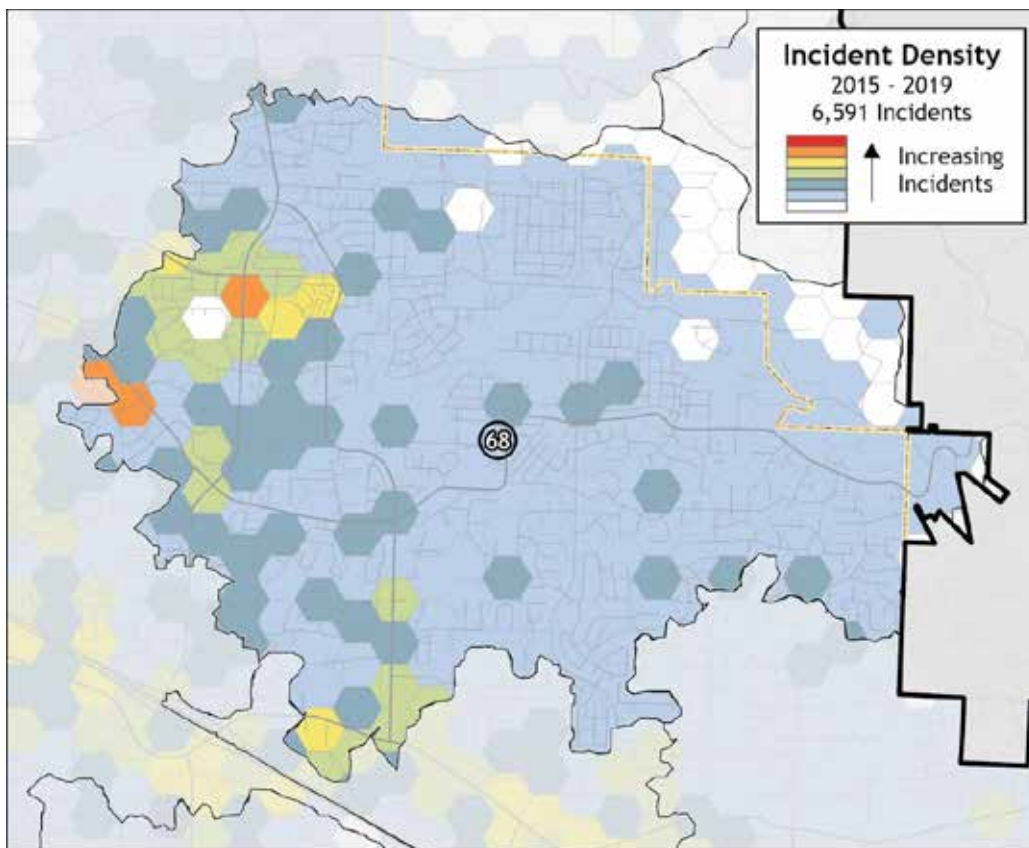 Incident Density
2015 - 2019
6,591 Incidents
Increasing
Incidents
68